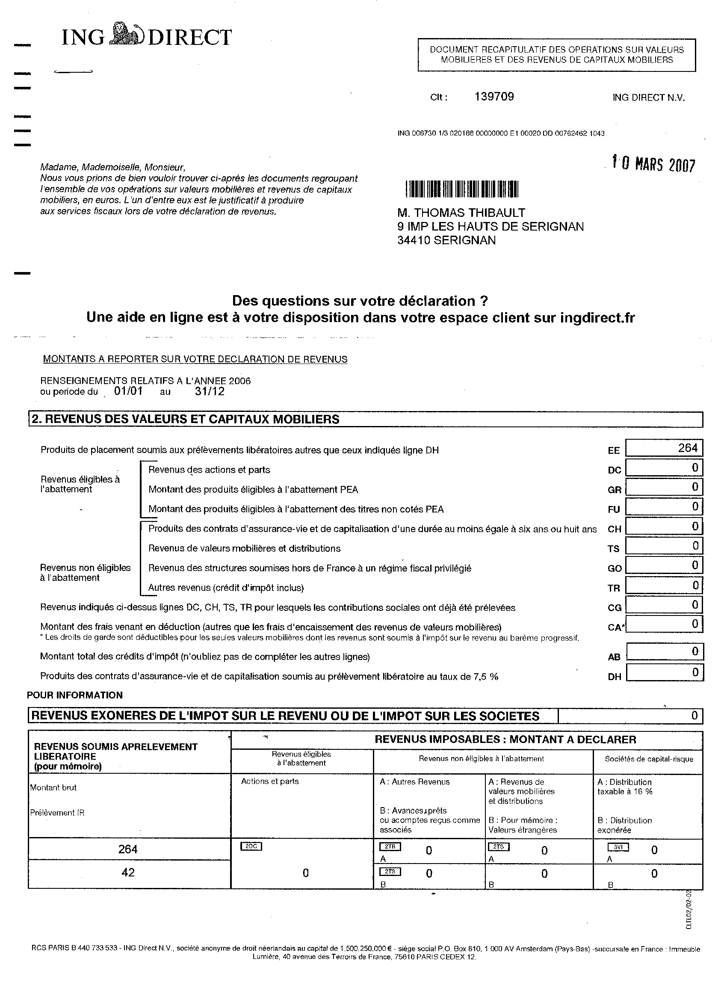 ING DIRECT
DOCUMENT RECAPITULATIF DES OPERATIONS SUR VALEURS
MOBILIERES ET DES REVENUS DE CAPITAUX MOBILIERS
Clt : 139709 ING DIRECT N.V.
ING 006730 1/3 020188 00000000 E1 00020 DD 00762462 1043
10 MARS 2007
Madame, Mademoiselle, Monsieur,
Nous vous prions de bien vouloir trouver ci-après les documents regroupant
l'ensemble de vos opérations sur valeurs mobilières et revenus de capitaux
mobiliers, en euros. L'un d'entre eux est le justificatif à produire
aux services fiscaux lors de votre déclaration de revenus.
M. THOMAS THIBAULT
9 IMP LES HAUTS DE SERIGNAN
34410 SERIGNAN
Des questions sur votre déclaration ?
Une aide en ligne est à votre disposition dans votre espace client sur ingdirect.fr
MONTANTS A REPORTER SUR VOTRE DECLARATION DE REVENUS
RENSEIGNEMENTS RELATIFS A L'ANNEE 2006
ou periode du 01/01 au 31/12
2. REVENUS DES VALEURS ET CAPITAUX MOBILIERS
Produits de placement soumis aux prélèvements libératoires autres que ceux indiqués ligne DH EE 264
Revenus éligibles à
l'abattement
Revenus des actions et parts DC 0
Montant des produits éligibles à l'abattement PEA GR 0
Montant des produits éligibles à l'abattement des titres non cotés PEA FU 0
Produits des contrats d'assurance-vie et de capitalisation d'une durée au moins égale à six ans ou huit ans CH 0
Revenus de valeurs mobilières et distributions TS 0
Revenus non éligibles
à l'abattement
Revenus des structures soumises hors de France à un régime fiscal privilégié GO 0
Autres revenus (crédit d'impôt inclus) TR 0
Revenus indiqués ci-dessus lignes DC, CH, TS, TR pour lesquels les contributions sociales ont déjà été prélevées CG 0
Montant des frais venant en déduction (autres que les frais d'encaissement des revenus de valeurs mobilières) CA* 0
* Les droits de garde sont déductibles pour les seules valeurs mobilières dont les revenus sont soumis à l'impôt sur le revenu au barème progressif.
Montant total des crédits d'impôt (n'oubliez pas de compléter les autres lignes) AB 0
Produits des contrats d'assurance-vie et de capitalisation soumis au prélèvement libératoire au taux de 7,5 % DH 0
POUR INFORMATION
REVENUS EXONERES DE L'IMPOT SUR LE REVENU OU DE L'IMPOT SUR LES SOCIETES 0
REVENUS SOUMIS APRELEVEMENT
LIBERATOIRE
(pour mémoire)
REVENUS IMPOSABLES : MONTANT A DECLARER
Revenus éligibles
à l'abattement
Revenus non éligibles à l'abattement
Sociétés de capital-risque
Montant brut
Prélèvement IR
Actions et parts
A : Autres Revenus
B : Avances, prêts
ou acomptes reçus comme
associés
A : Revenus de
valeurs mobilières
et distributions
B : Pour mémoire :
Valeurs étrangères
A : Distribution
taxable à 16 %
B : Distribution
exonérée
264 2DC 2TR A 0 2TS A 0 3VI A 0
42 0 2TS B 0 B 0 B 0
CLTL02/02-02
RCS PARIS B 440 733 533 - ING Direct N.V., société anonyme de droit néerlandais au capital de 1.500.250.000 € - siège social P.O. Box 810, 1 000 AV Amsterdam (Pays-Bas) -succursale en France : Immeuble
Lumière, 40 avenue des Terroirs de France, 75616 PARIS CEDEX 12.